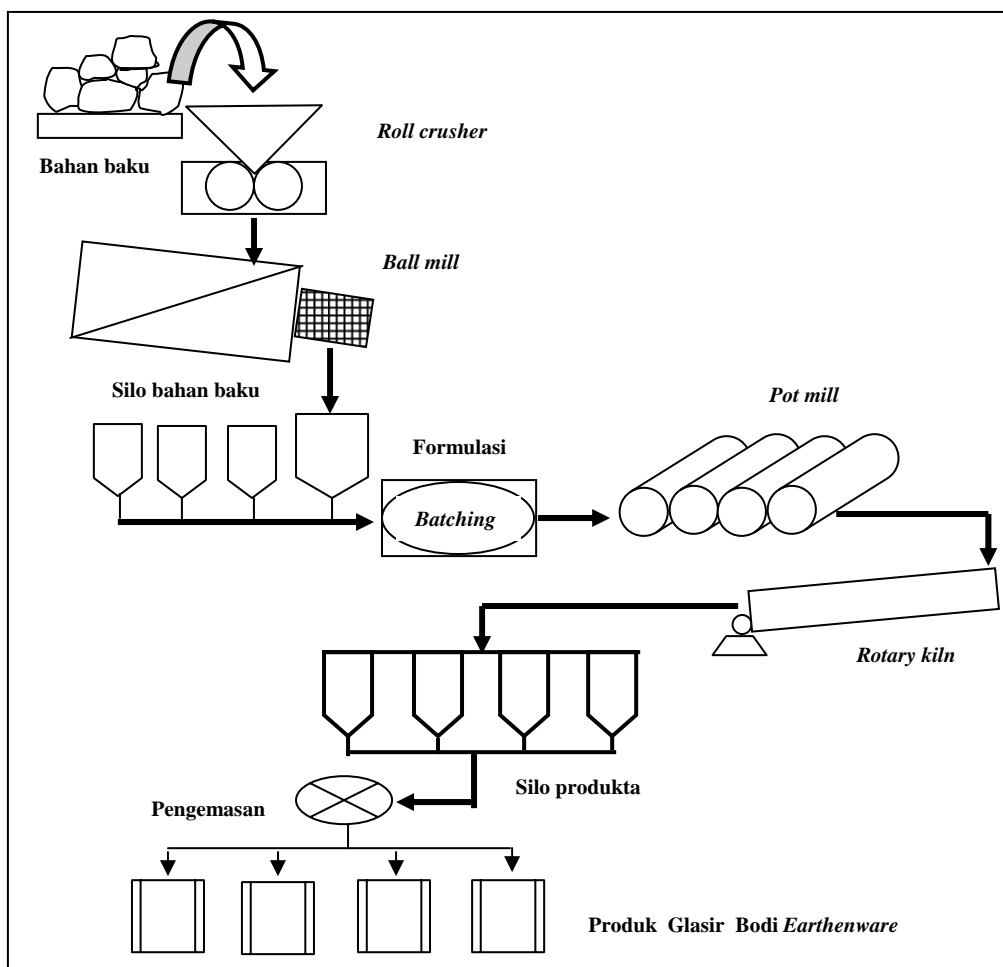 Roll crusher
Bahan baku
Ball mill
Silo bahan baku
Pot mill
Formulasi
Batching
Rotary kiln
Silo produkta
Pengemasan
Produk Glasir Bodi Earthenware